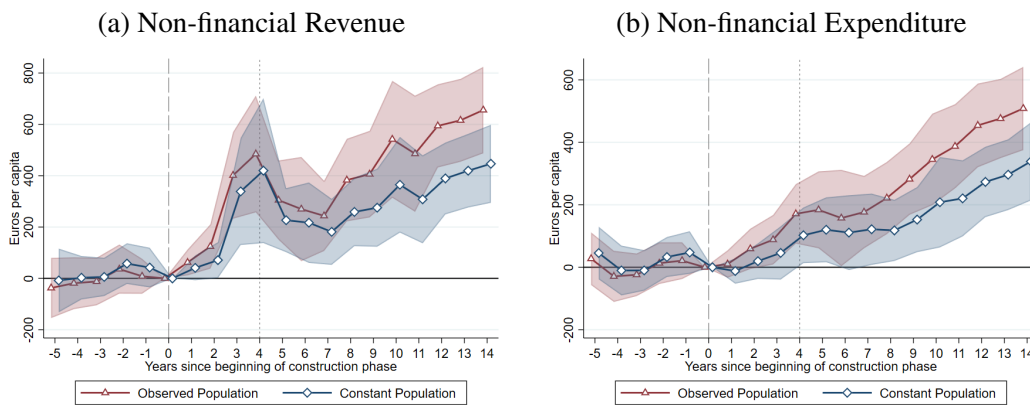 (a) Non-financial Revenue
Euros per capita
800
600
400
200
0
-200
-5 -4 -3 -2 -1 0 1 2 3 4 5 6 7 8 9 10 11 12 13 14
Years since beginning of construction phase
Observed Population Constant Population
(b) Non-financial Expenditure
Euros per capita
600
400
200
0
-200
-5 -4 -3 -2 -1 0 1 2 3 4 5 6 7 8 9 10 11 12 13 14
Years since beginning of construction phase
Observed Population Constant Population